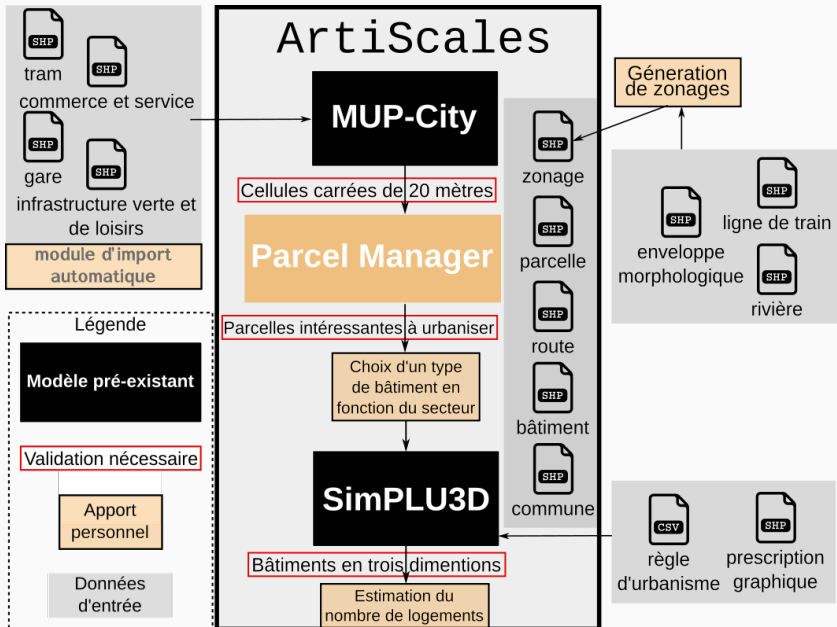 SHP
tram
SHP
commerce et service
SHP
gare
SHP
infrastructure verte et
de loisirs
module d'import
automatique
Légende
Modèle pré-existant
Validation nécessaire
Apport
personnel
Données
d'entrée
ArtiScales
MUP-City
Cellules carrées de 20 mètres
Parcel Manager
Parcelles intéressantes à urbaniser
Choix d'un type
de bâtiment en
fonction du secteur
SimPLU3D
Bâtiments en trois dimentions
Estimation du
nombre de logements
SHP
zonage
SHP
parcelle
SHP
route
SHP
bâtiment
SHP
commune
Géneration
de zonages
SHP
enveloppe
morphologique
SHP
ligne de train
SHP
rivière
CSV
règle
d'urbanisme
SHP
prescription
graphique